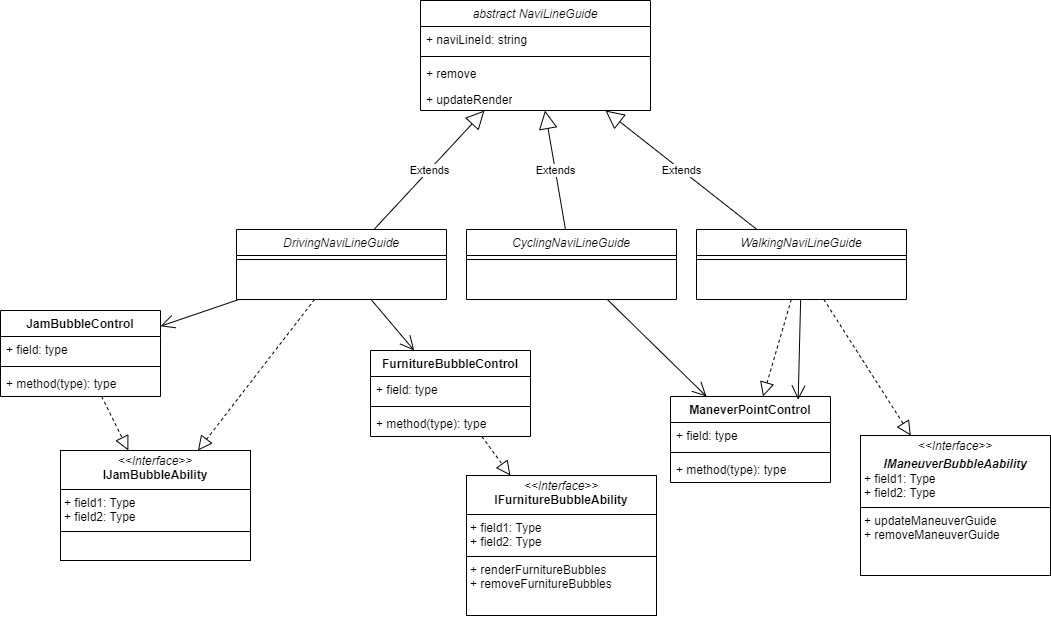 abstract NaviLineGuide
+ naviLineId: string
+ remove
+ updateRender
Extends
Extends
Extends
DrivingNaviLineGuide
CyclingNaviLineGuide
WalkingNaviLineGuide
JamBubbleControl
+ field: type
+ method(type): type
FurnitureBubbleControl
+ field: type
+ method(type): type
ManeverPointControl
+ field: type
+ method(type): type
<<Interface>>
IJamBubbleAbility
+ field1: Type
+ field2: Type
<<Interface>>
IFurnitureBubbleAbility
+ field1: Type
+ field2: Type
+ renderFurnitureBubbles
+ removeFurnitureBubbles
<<Interface>>
IManeuverBubbleAability
+ field1: Type
+ field2: Type
+ updateManeuverGuide
+ removeManeuverGuide